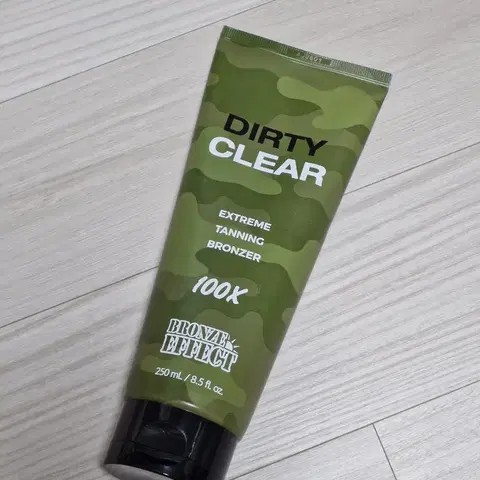 DIRTY
CLEAR
EXTREME
TANNING
BRONZER
100X
BRONZE
EFFECT
250 mL / 8.5 fl. oz.